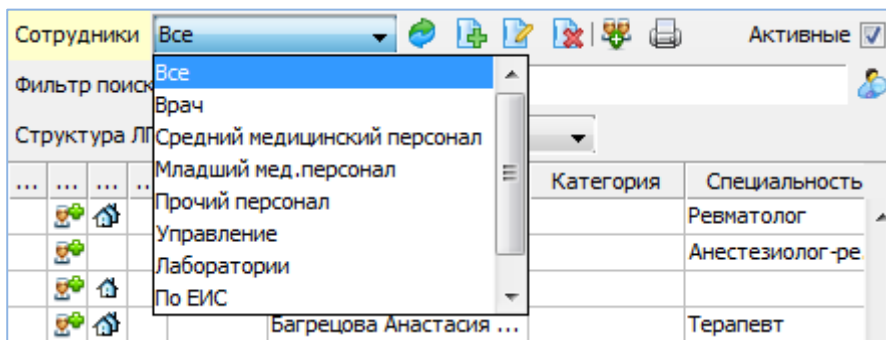 Сотрудники Все Активные
Фильтр поиск
Все
Врач
Структура ЛП
Средний медицинский персонал
Младший мед.персонал
... ... ... .. Категория Специальность
Прочий персонал
Ревматолог
Управление
Анестезиолог-ре
Лаборатории
По ЕИС
Багрецова Анастасия ... Терапевт